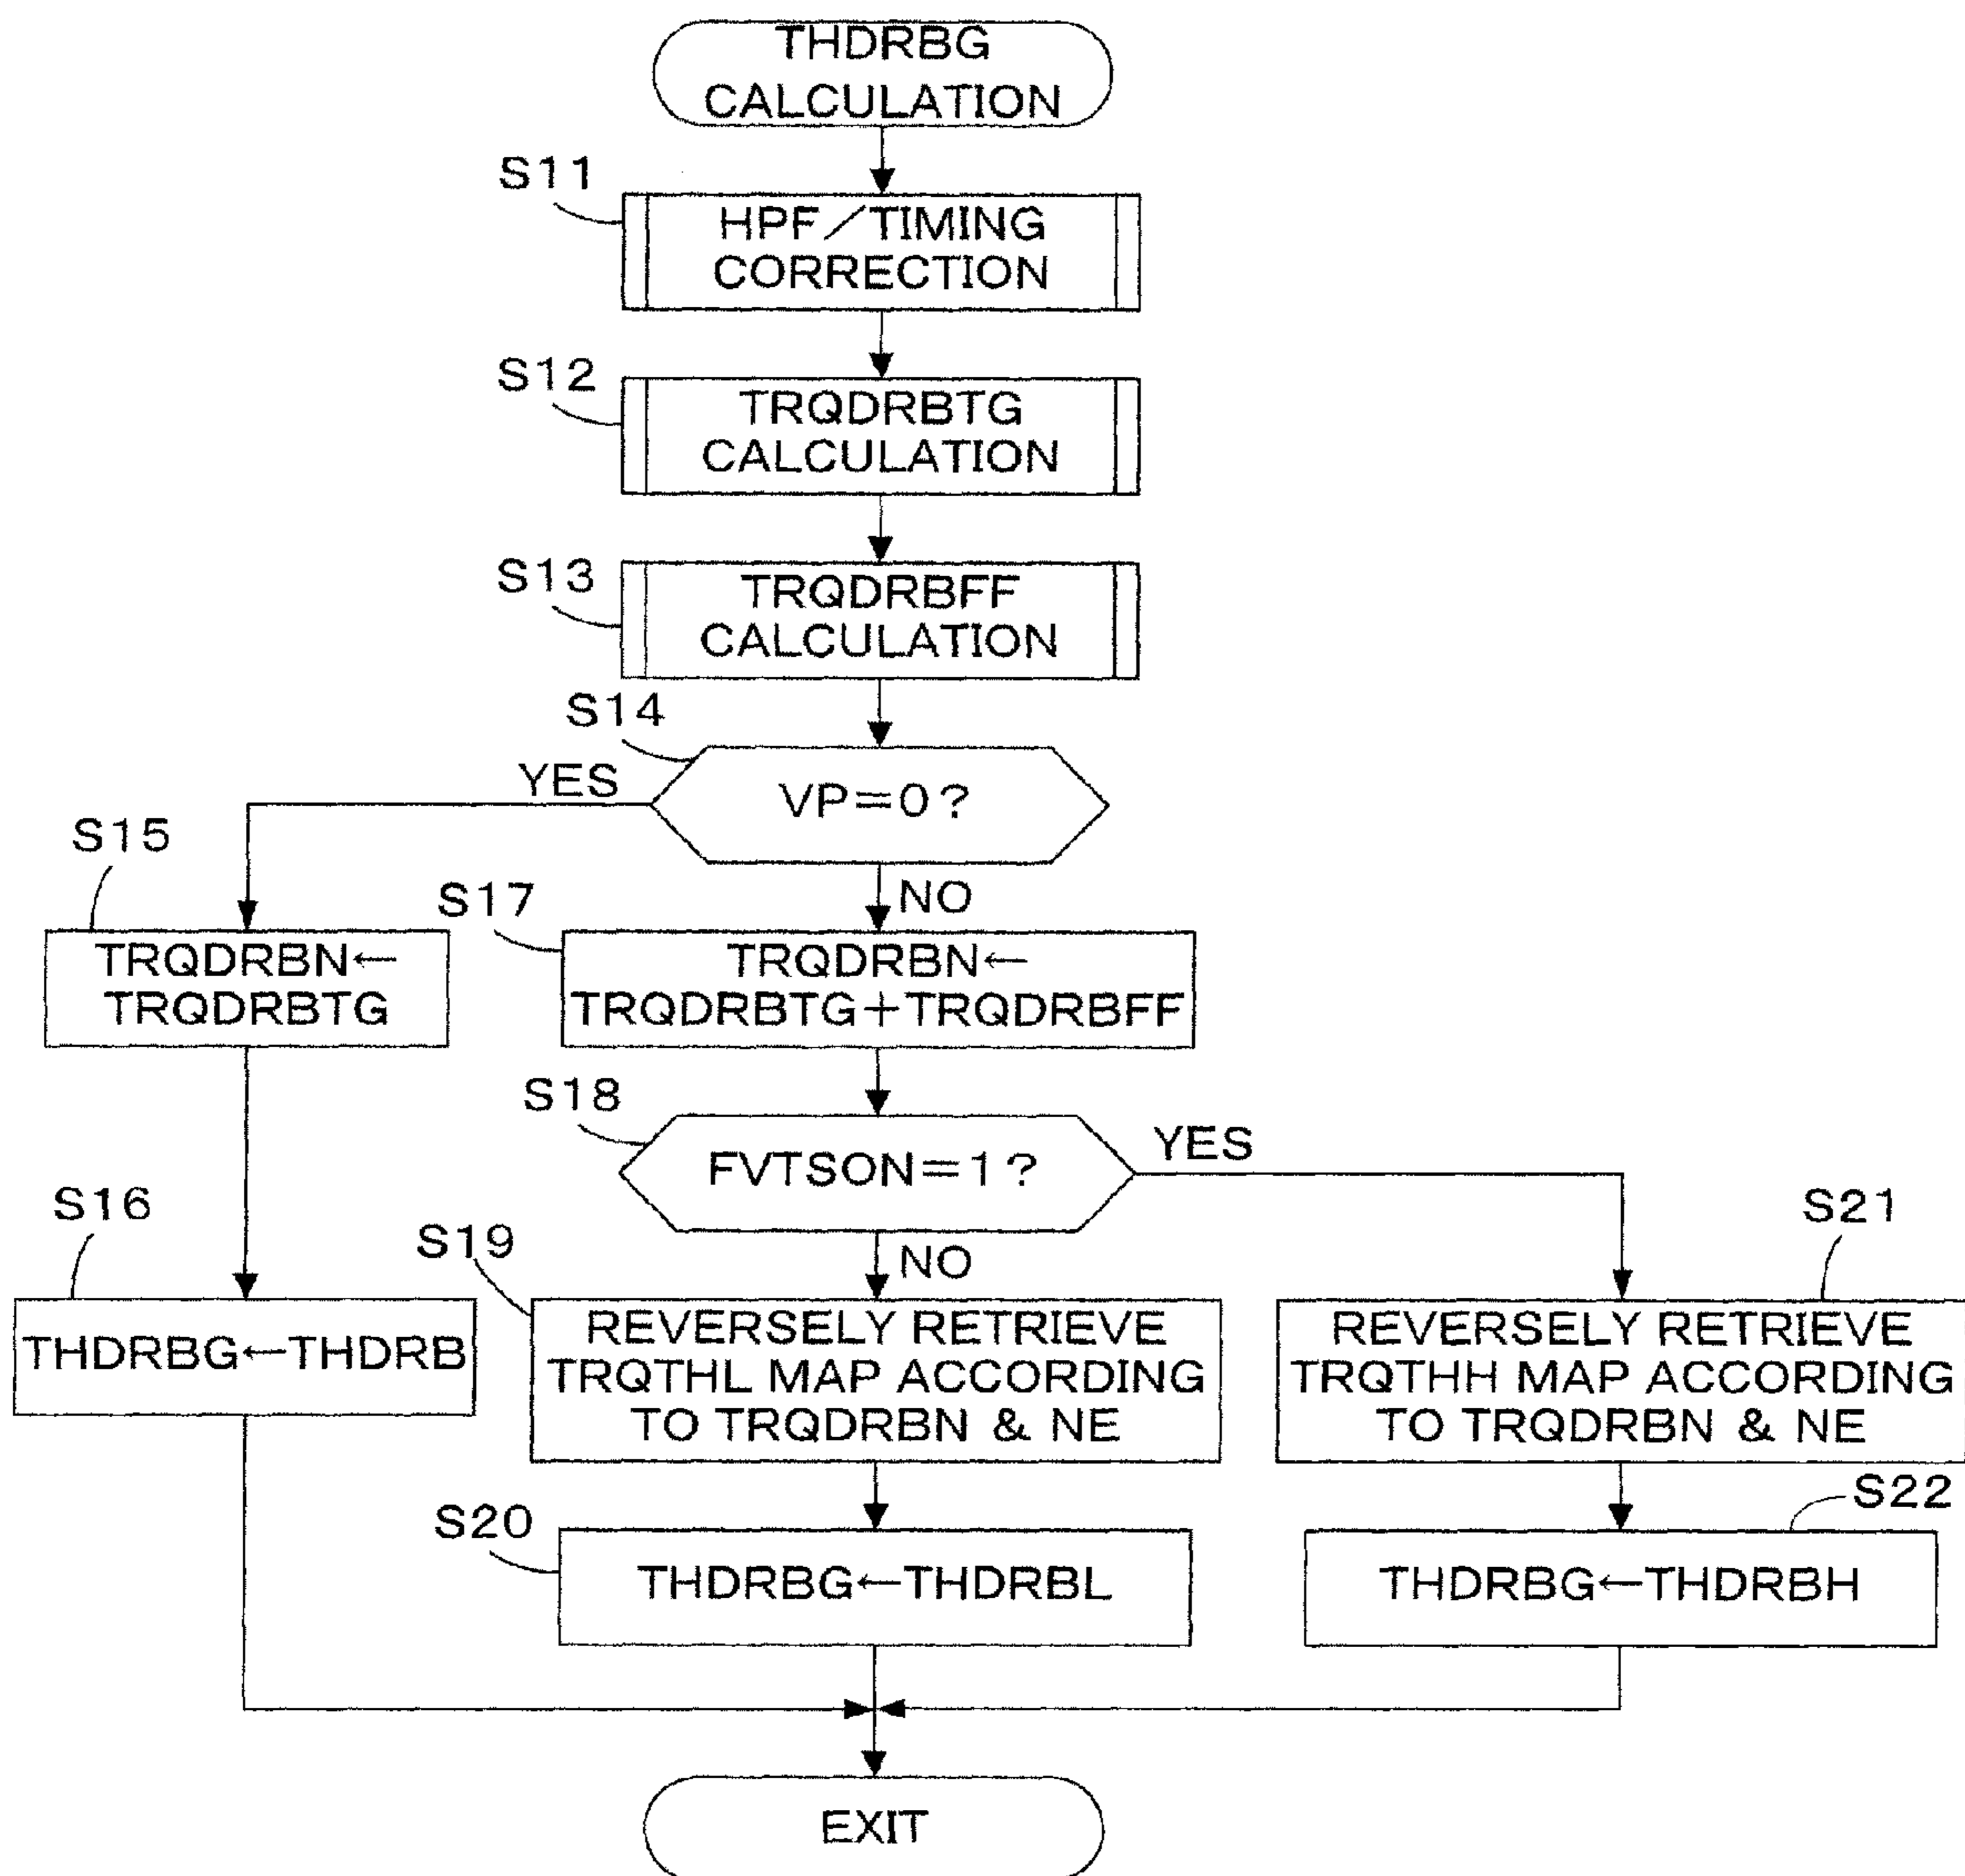 THDRBG
CALCULATION
S11
HPF/TIMING
CORRECTION
S12
TRQDRBTG
CALCULATION
S13
TRQDRBFF
CALCULATION
S14
VP=0?
YES
NO
S15
TRQDRBN←
TRQDRBTG
S17
TRQDRBN←
TRQDRBTG+TRQDRBFF
S18
FVTSON=1?
YES
NO
S16
THDRBG←THDRB
S19
REVERSELY RETRIEVE
TRQTHL MAP ACCORDING
TO TRQDRBN & NE
S21
REVERSELY RETRIEVE
TRQTHH MAP ACCORDING
TO TRQDRBN & NE
S20
THDRBG←THDRBL
S22
THDRBG←THDRBH
EXIT